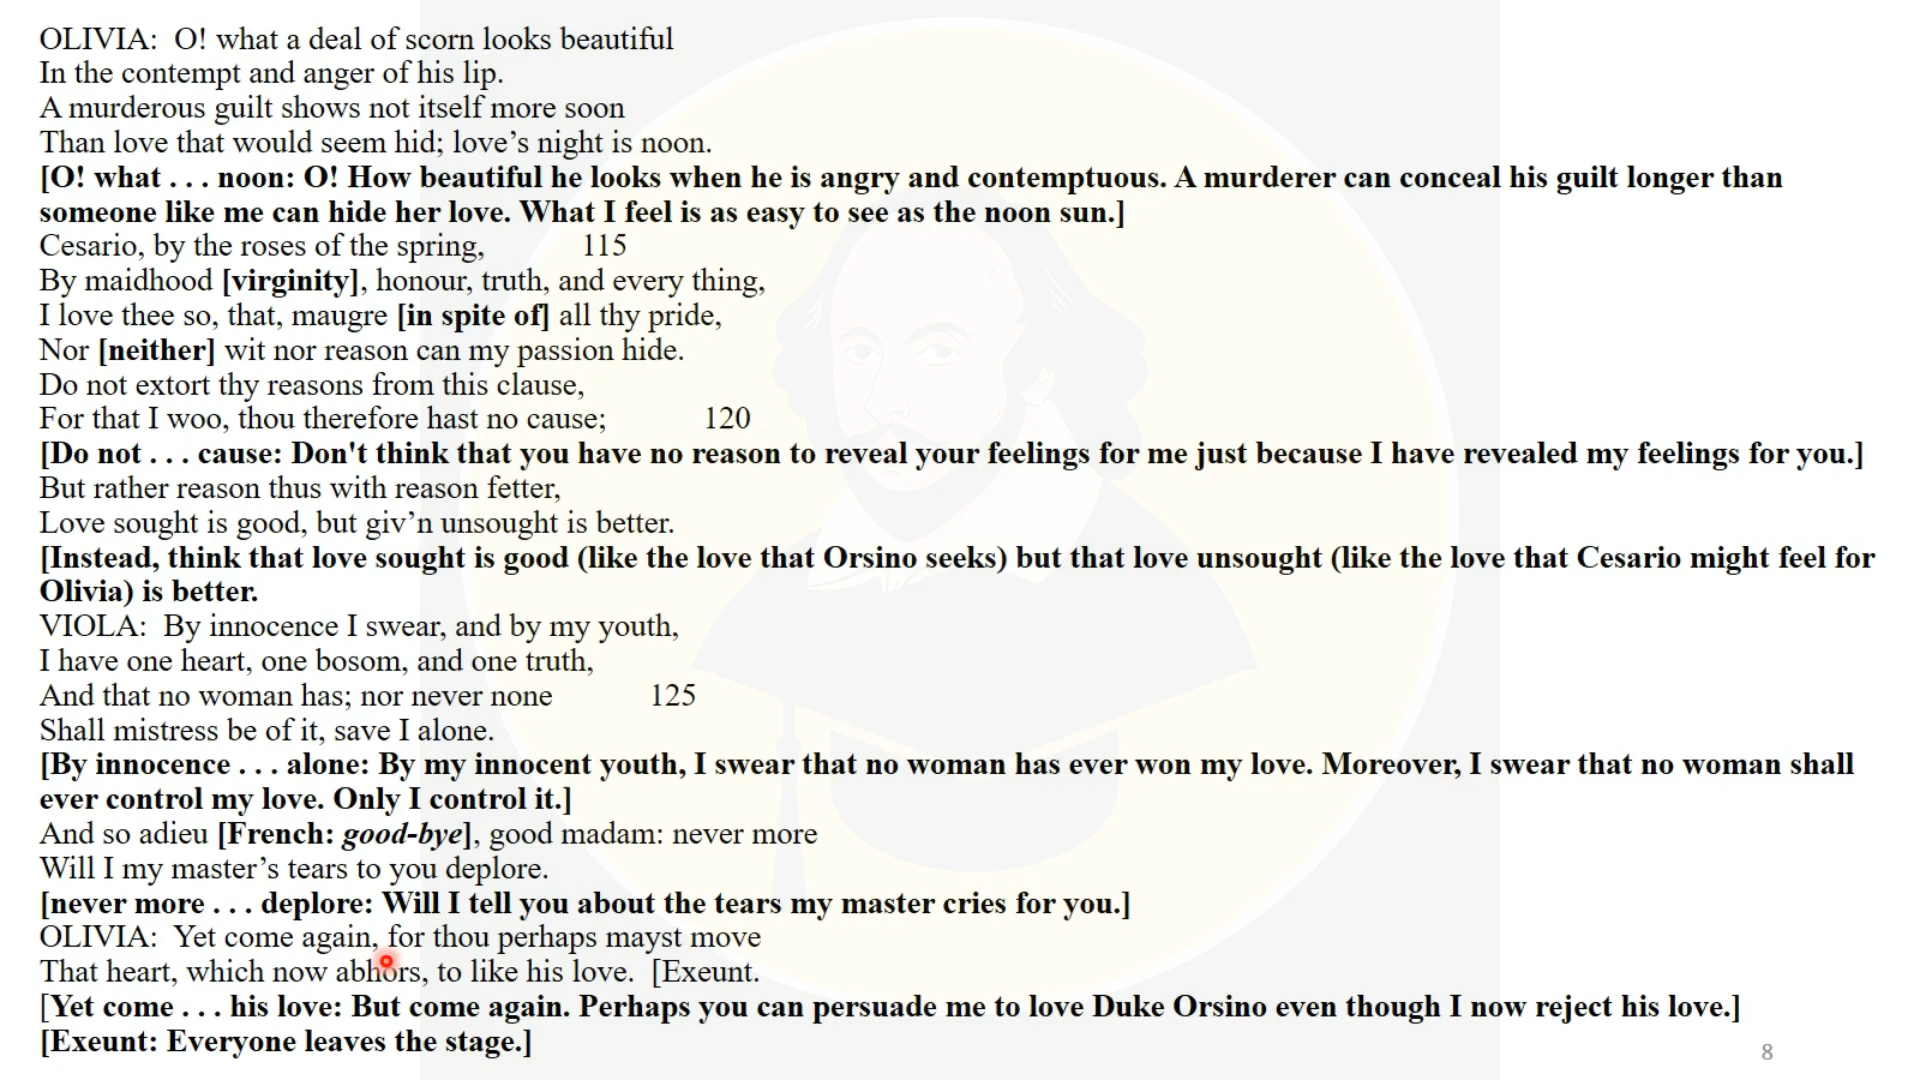 OLIVIA:  O! what a deal of scorn looks beautiful
In the contempt and anger of his lip.
A murderous guilt shows not itself more soon
Than love that would seem hid; love’s night is noon.
[O! what . . . noon: O! How beautiful he looks when he is angry and contemptuous. A murderer can conceal his guilt longer than
someone like me can hide her love. What I feel is as easy to see as the noon sun.]
Cesario, by the roses of the spring, 115
By maidhood [virginity], honour, truth, and every thing,
I love thee so, that, maugre [in spite of] all thy pride,
Nor [neither] wit nor reason can my passion hide.
Do not extort thy reasons from this clause,
For that I woo, thou therefore hast no cause; 120
[Do not . . . cause: Don't think that you have no reason to reveal your feelings for me just because I have revealed my feelings for you.]
But rather reason thus with reason fetter,
Love sought is good, but giv’n unsought is better.
[Instead, think that love sought is good (like the love that Orsino seeks) but that love unsought (like the love that Cesario might feel for
Olivia) is better.
VIOLA:  By innocence I swear, and by my youth,
I have one heart, one bosom, and one truth,
And that no woman has; nor never none 125
Shall mistress be of it, save I alone.
[By innocence . . . alone: By my innocent youth, I swear that no woman has ever won my love. Moreover, I swear that no woman shall
ever control my love. Only I control it.]
And so adieu [French: good-bye], good madam: never more
Will I my master’s tears to you deplore.
[never more . . . deplore: Will I tell you about the tears my master cries for you.]
OLIVIA:  Yet come again, for thou perhaps mayst move
That heart, which now abhors, to like his love.  [Exeunt.
[Yet come . . . his love: But come again. Perhaps you can persuade me to love Duke Orsino even though I now reject his love.]
[Exeunt: Everyone leaves the stage.]
8